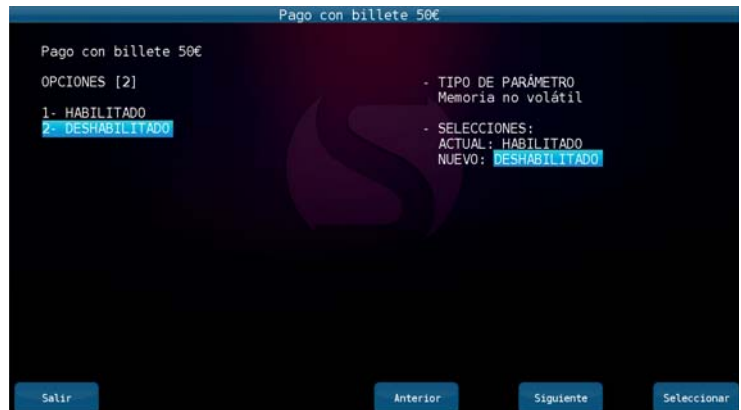 Pago con billete 50€
Pago con billete 50€
OPCIONES [2]
1- HABILITADO
2- DESHABILITADO
- TIPO DE PARÁMETRO
Memoria no volátil
- SELECCIONES:
ACTUAL: HABILITADO
NUEVO: DESHABILITADO
Salir
Anterior
Siguiente
Seleccionar